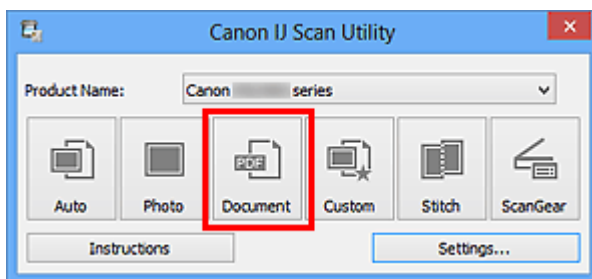 Canon IJ Scan Utility
Product Name: Canon series
PDF
Auto Photo Document Custom Stitch ScanGear
Instructions Settings...